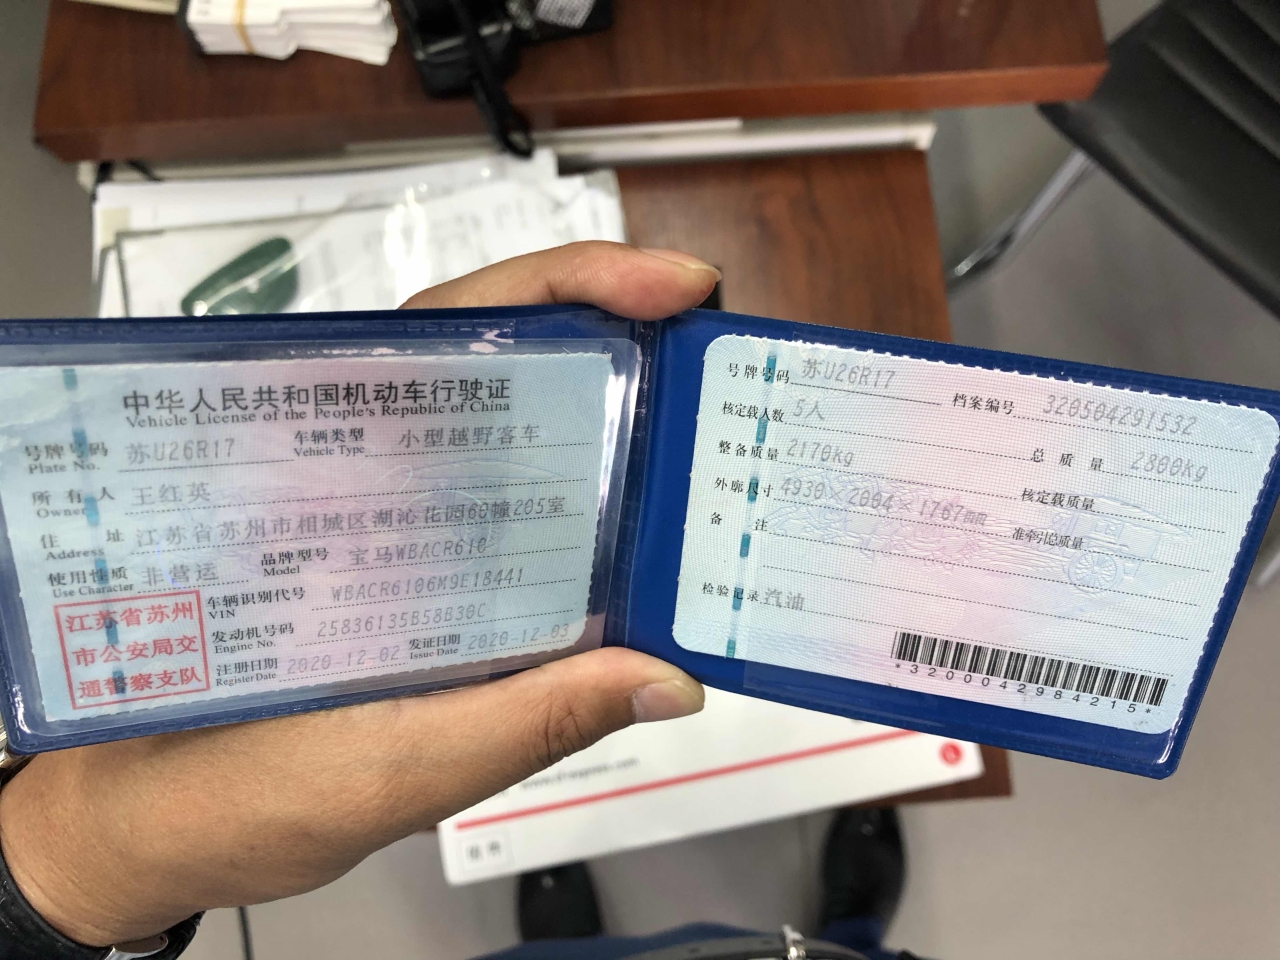 中华人民共和国机动车行驶证
Vehicle License of the People's Republic of China
号牌号码 苏U26R17 车辆类型 小型越野客车
Plate No. Vehicle Type
所有人 王红英
Owner
住址 江苏省苏州市相城区湖沁花园60幢205室
Address
使用性质 非营运 品牌型号 宝马WBACR610
Use Character Model
江苏省苏州
市公安局交
通警察支队
车辆识别代号 WBACR6106M9E18441
VIN
发动机号码 25836135B58B30C
Engine No.
注册日期 2020-12-02 发证日期 2020-12-03
Register Date Issue Date
号牌号码 苏U26R17 档案编号 320504291532
核定载人数 5人 总质量 2800kg
整备质量 2170kg 核定载质量
外廓尺寸 4930×2004×1767mm 准牵引总质量
备注
检验记录 汽油
*3200042984215*